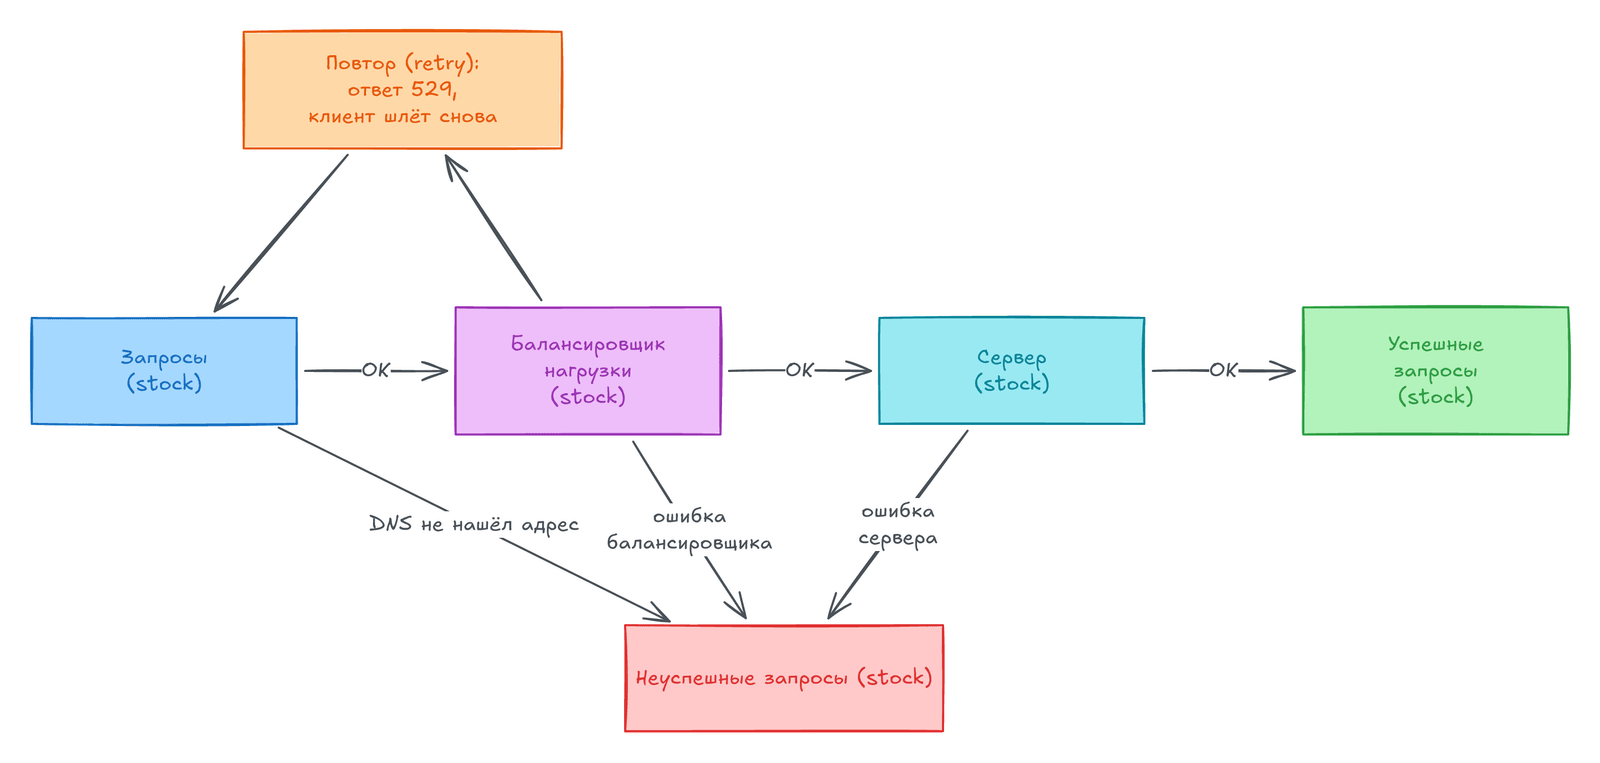 Повтор (retry):
ответ 529,
клиент шлёт снова
Запросы
(stock)
OK
Балансировщик
нагрузки
(stock)
OK
Сервер
(stock)
OK
Успешные
запросы
(stock)
DNS не нашёл адрес
ошибка
балансировщика
ошибка
сервера
Неуспешные запросы (stock)